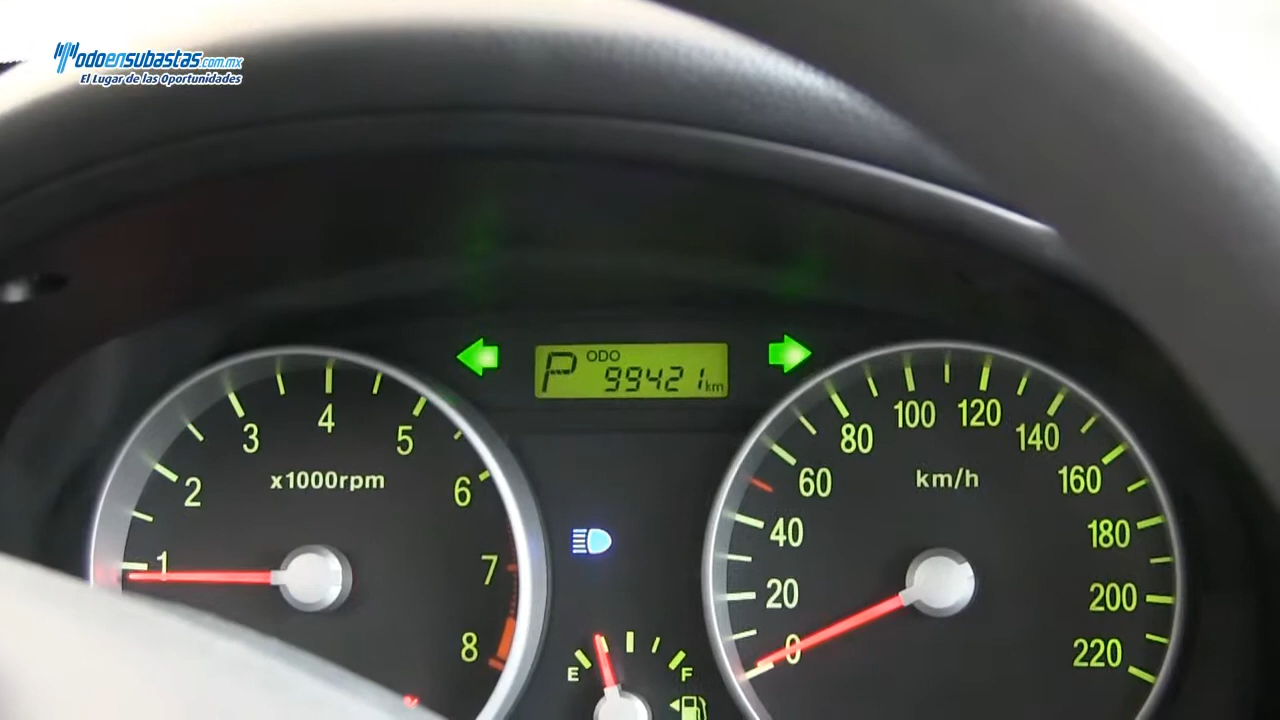 Todoensubastas.com.mx
El Lugar de las Oportunidades
P ODO 99421 km
1 2 3 4 5 6 7 8
x1000rpm
0 20 40 60 80 100 120 140 160 180 200 220
km/h
E F